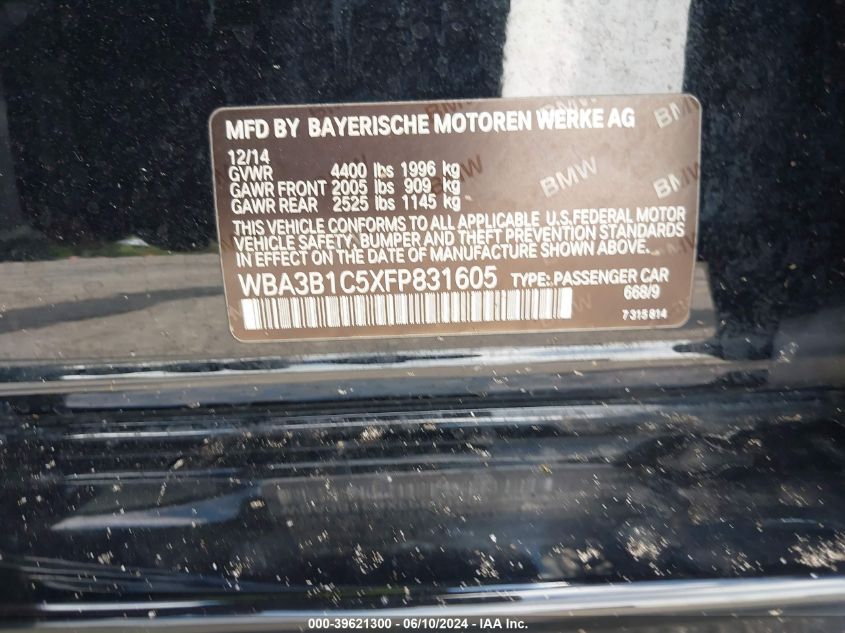 MFD BY BAYERISCHE MOTOREN WERKE AG
12/14
GVWR 4400 lbs 1996 kg
GAWR FRONT 2005 lbs 909 kg
GAWR REAR 2525 lbs 1145 kg
THIS VEHICLE CONFORMS TO ALL APPLICABLE U.S.FEDERAL MOTOR
VEHICLE SAFETY, BUMPER AND THEFT PREVENTION STANDARDS
IN EFFECT ON THE DATE OF MANUFACTURE SHOWN ABOVE.
WBA3B1C5XFP831605 TYPE: PASSENGER CAR
668/9
7 315 814
BMW
BMW
BMW
000-39621300 - 06/10/2024 - IAA Inc.